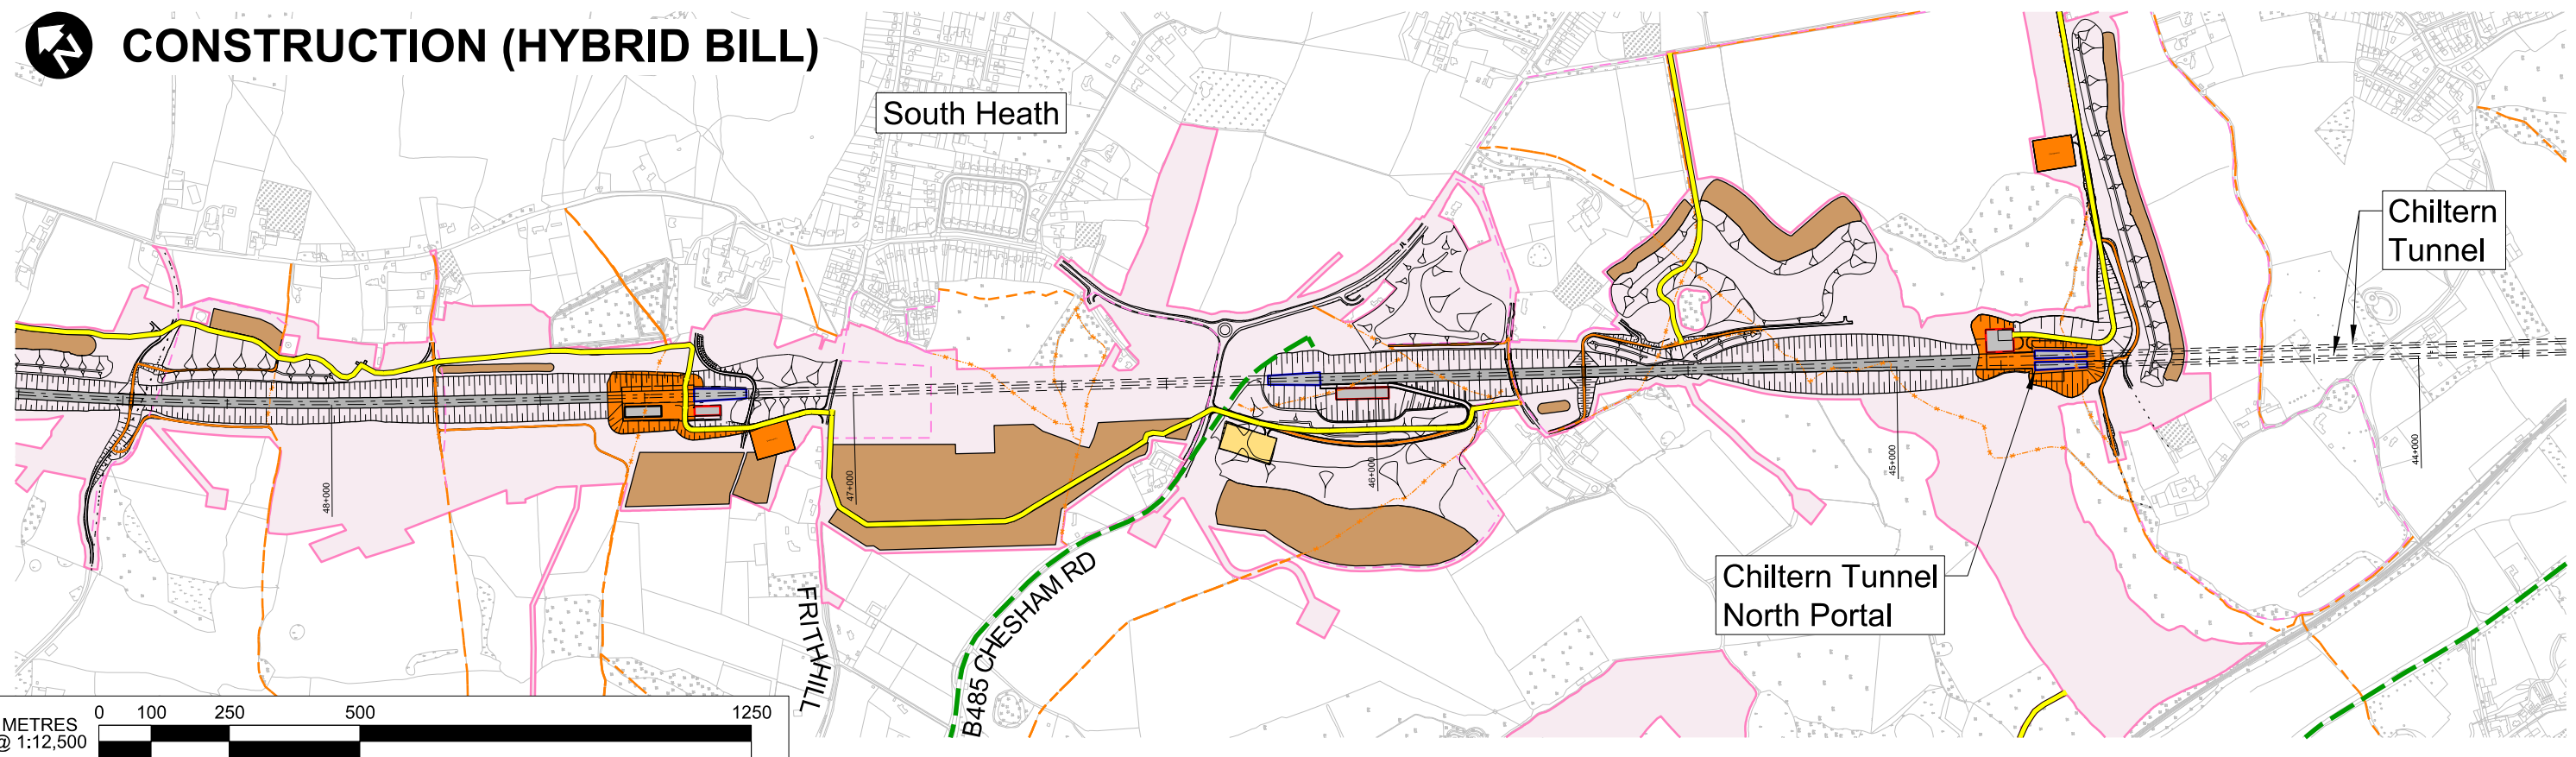 N
CONSTRUCTION (HYBRID BILL)
South Heath
Chiltern
Tunnel
48+000
47+000
46+000
45+000
44+000
Chiltern Tunnel
North Portal
FRITH HILL
B485 CHESHAM RD
0 100 250 500 1250
METRES
@ 1:12,500